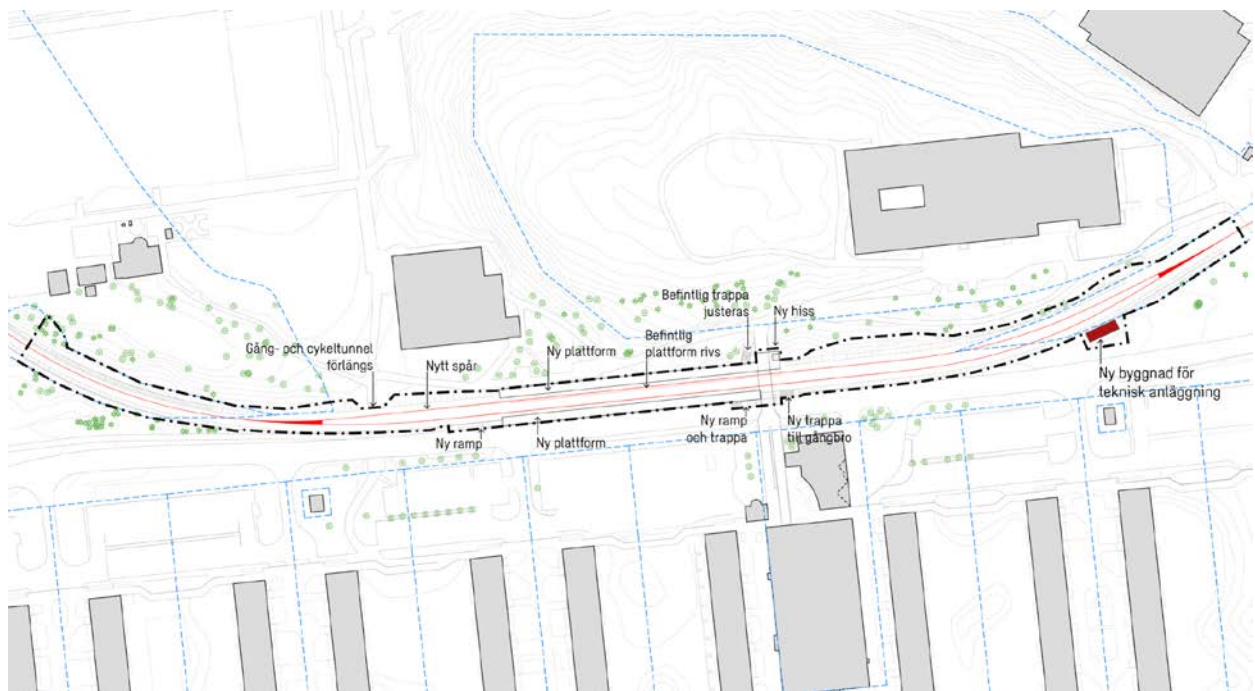 Befintlig trappa
justeras
Ny hiss
Gång- och cykeltunnel
förlängs
Nytt spår
Ny plattform
Befintlig
plattform rivs
Ny byggnad för
teknisk anläggning
Ny ramp
Ny plattform
Ny ramp
och trappa
Ny trappa
till gångbro